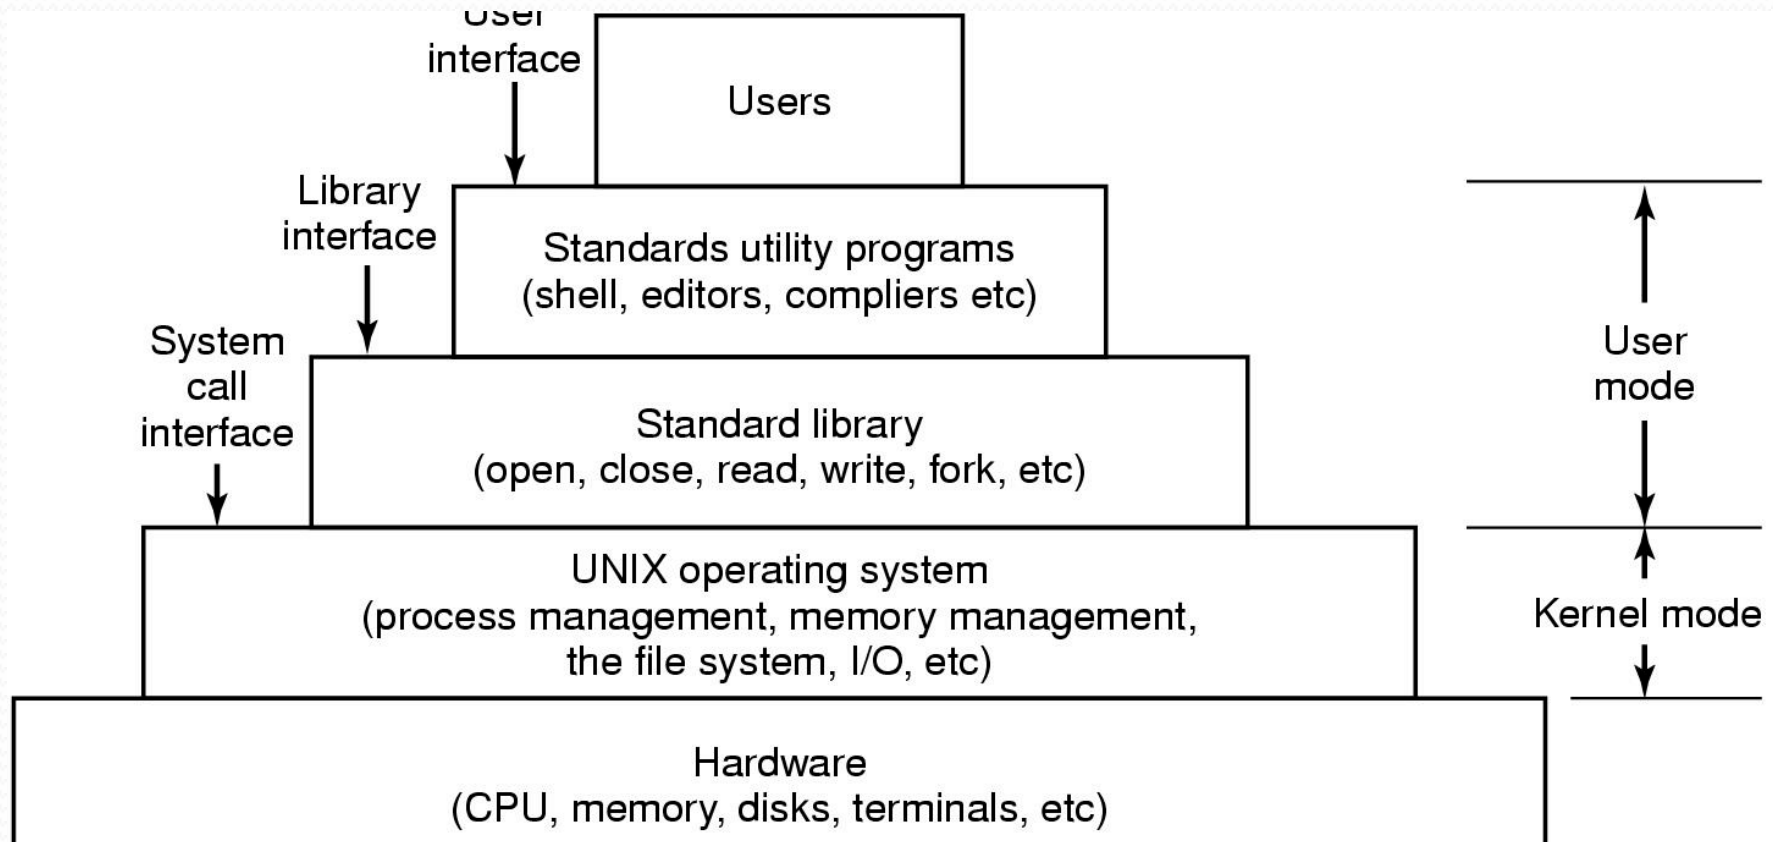 User
interface
Users
Library
interface
Standards utility programs
(shell, editors, compliers etc)
System
call
interface
User
mode
Standard library
(open, close, read, write, fork, etc)
UNIX operating system
(process management, memory management,
the file system, I/O, etc)
Kernel mode
Hardware
(CPU, memory, disks, terminals, etc)